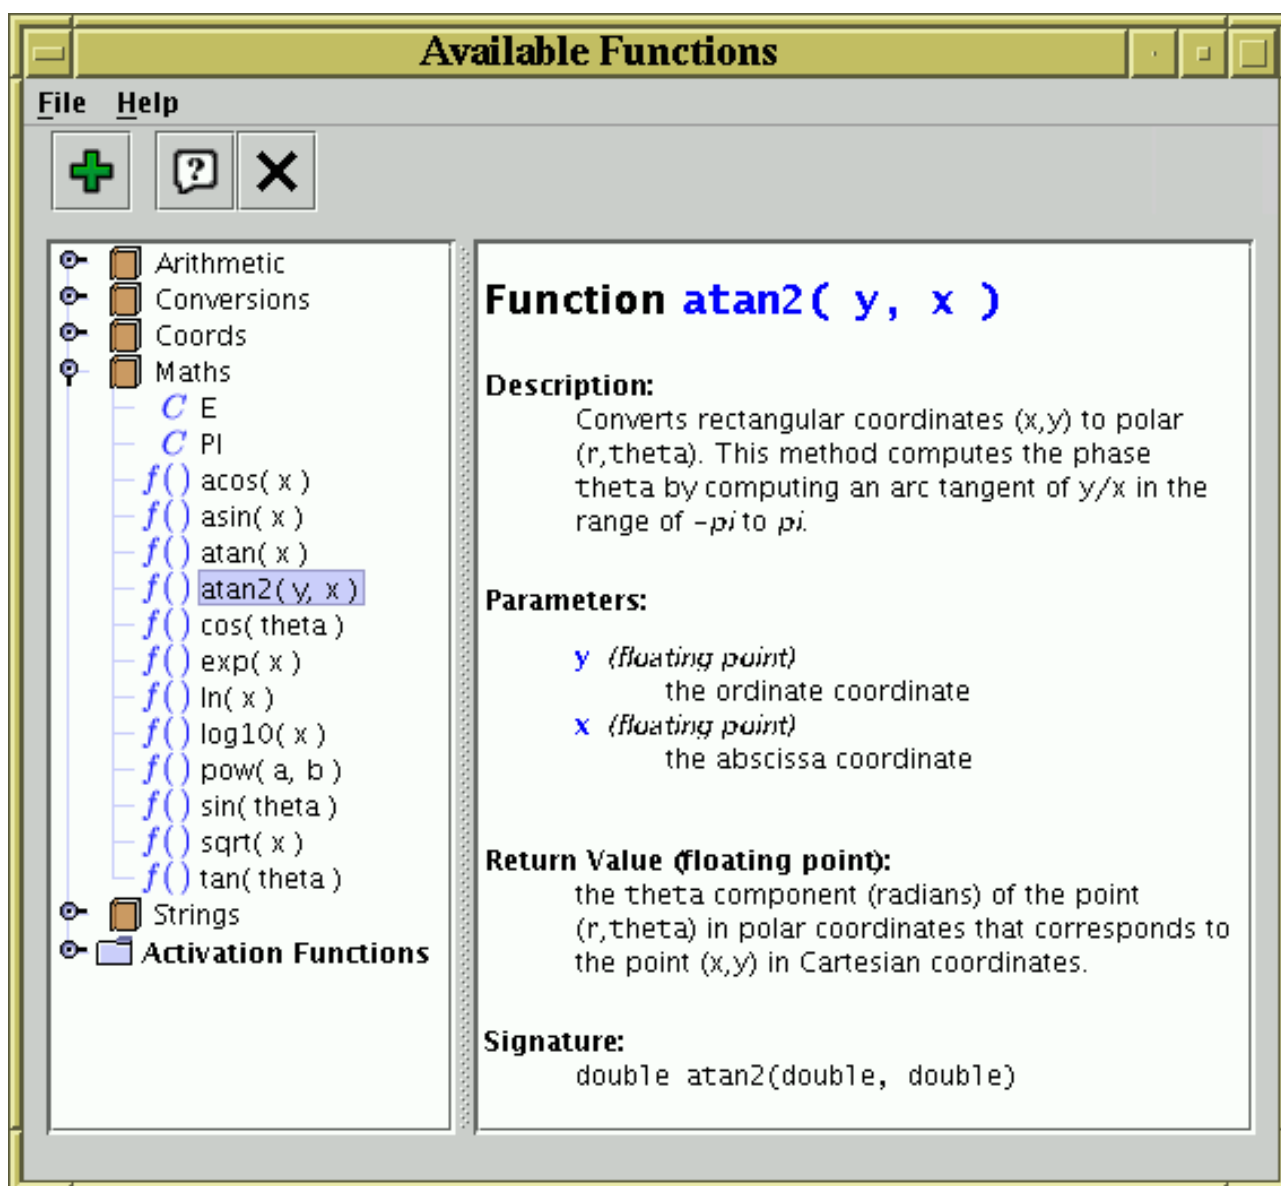 Available Functions
File Help
Arithmetic
Conversions
Coords
Maths
C E
C PI
f() acos( x )
f() asin( x )
f() atan( x )
f() atan2( y, x )
f() cos( theta )
f() exp( x )
f() ln( x )
f() log10( x )
f() pow( a, b )
f() sin( theta )
f() sqrt( x )
f() tan( theta )
Strings
Activation Functions
Function atan2( y, x )
Description:
Converts rectangular coordinates (x,y) to polar
(r,theta). This method computes the phase
theta by computing an arc tangent of y/x in the
range of -pi to pi.
Parameters:
y (floating point)
the ordinate coordinate
x (floating point)
the abscissa coordinate
Return Value (floating point):
the theta component (radians) of the point
(r,theta) in polar coordinates that corresponds to
the point (x,y) in Cartesian coordinates.
Signature:
double atan2(double, double)